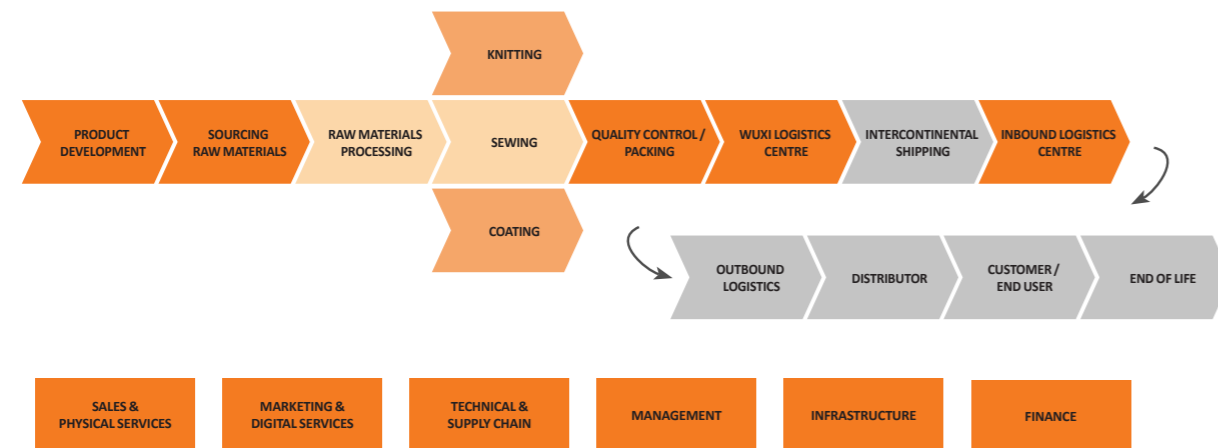 KNITTING
PRODUCT
DEVELOPMENT
SOURCING
RAW MATERIALS
RAW MATERIALS
PROCESSING
SEWING
QUALITY CONTROL /
PACKING
WUXI LOGISTICS
CENTRE
INTERCONTINENTAL
SHIPPING
INBOUND LOGISTICS
CENTRE
COATING
OUTBOUND
LOGISTICS
DISTRIBUTOR
CUSTOMER /
END USER
END OF LIFE
SALES &
PHYSICAL SERVICES
MARKETING &
DIGITAL SERVICES
TECHNICAL &
SUPPLY CHAIN
MANAGEMENT
INFRASTRUCTURE
FINANCE